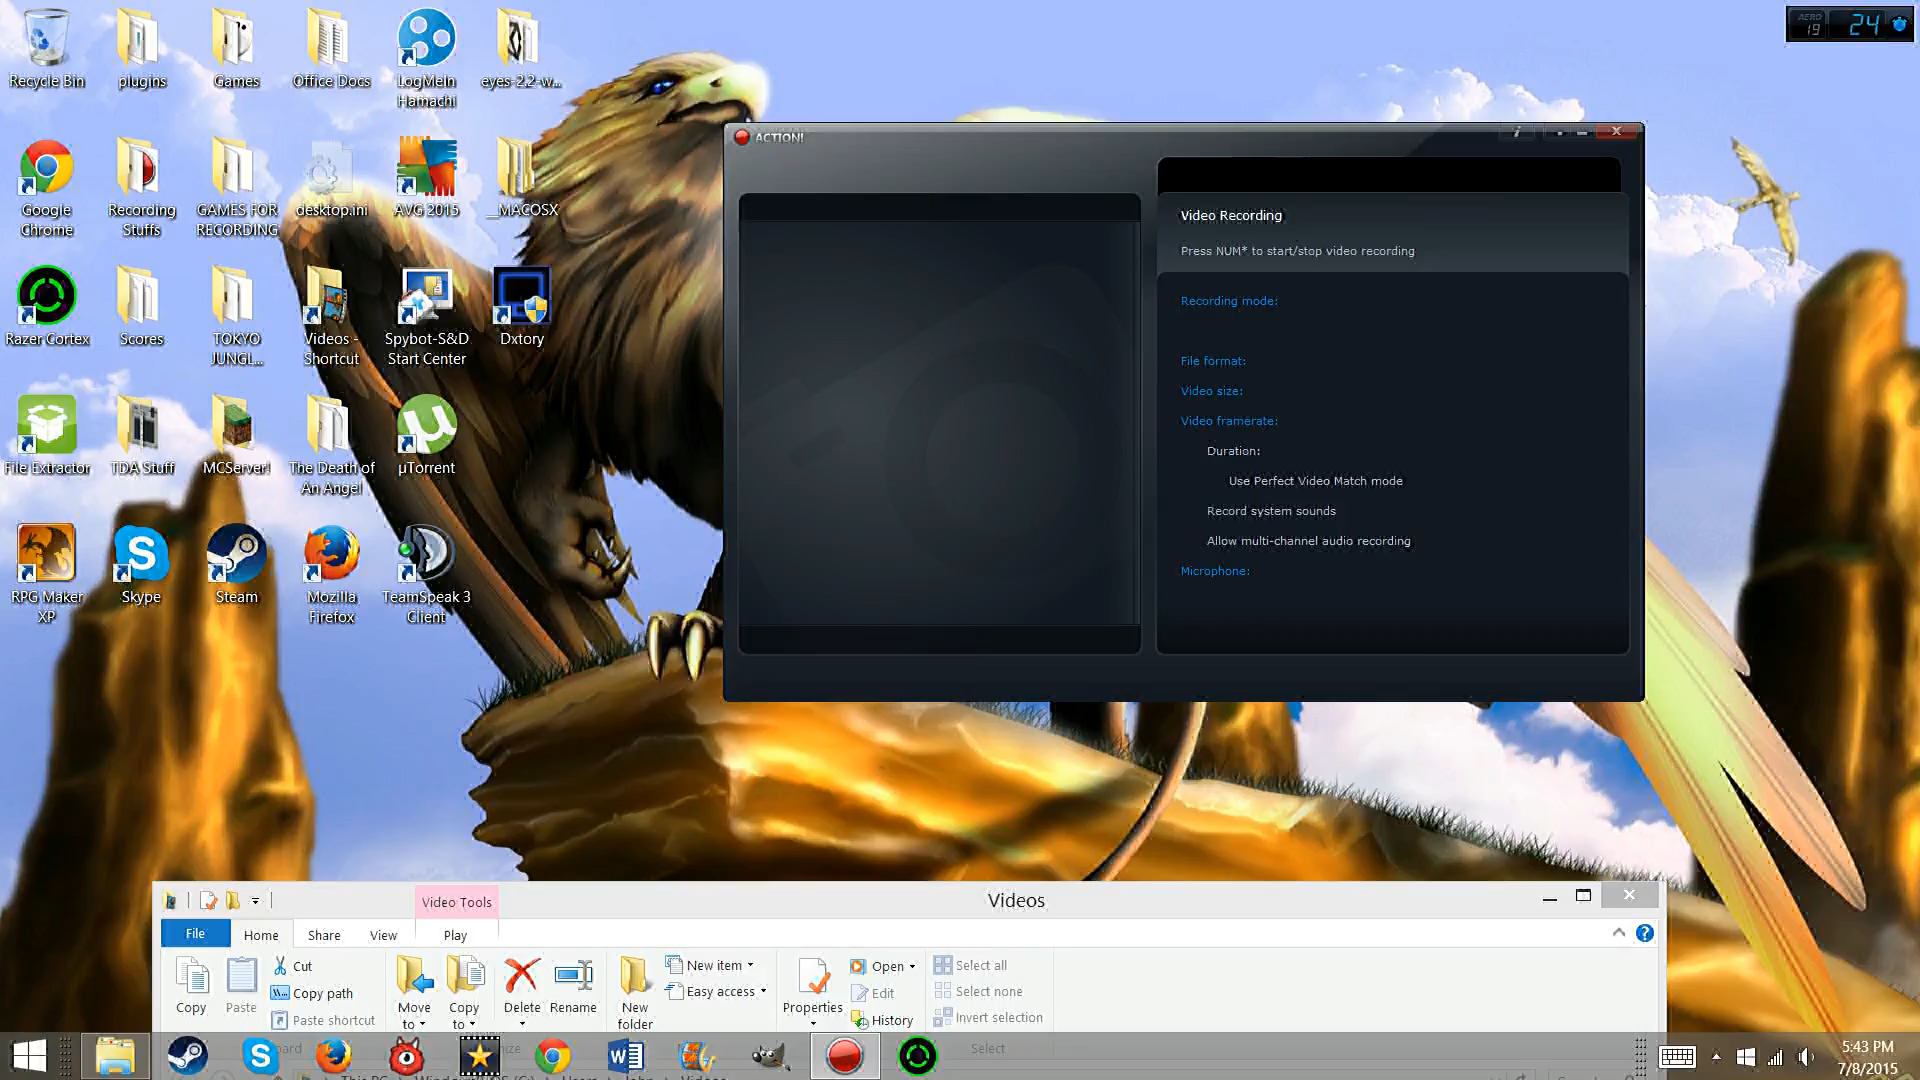 Recycle Bin
plugins
Games
Office Docs
LogMeIn
Hamachi
eyes-2.2-w...
Google
Chrome
Recording
Stuffs
GAMES FOR
RECORDING
desktop.ini
AVG 2015
__MACOSX
Razer Cortex
Scores
TOKYO
JUNGL...
Videos -
Shortcut
Spybot-S&D
Start Center
Dxtory
File Extractor
TDA Stuff
MCServer!
The Death of
An Angel
µTorrent
RPG Maker
XP
Skype
Steam
Mozilla
Firefox
TeamSpeak 3
Client
AERO
19
24
ACTION!
Video Recording
Press NUM* to start/stop video recording
Recording mode:
File format:
Video size:
Video framerate:
Duration:
Use Perfect Video Match mode
Record system sounds
Allow multi-channel audio recording
Microphone:
Video Tools
Videos
File
Home
Share
View
Play
Copy
Paste
Cut
Copy path
Paste shortcut
Move
to
Copy
to
Delete
Rename
New
folder
New item
Easy access
Properties
Open
Edit
History
Select all
Select none
Invert selection
Select
5:43 PM
7/8/2015